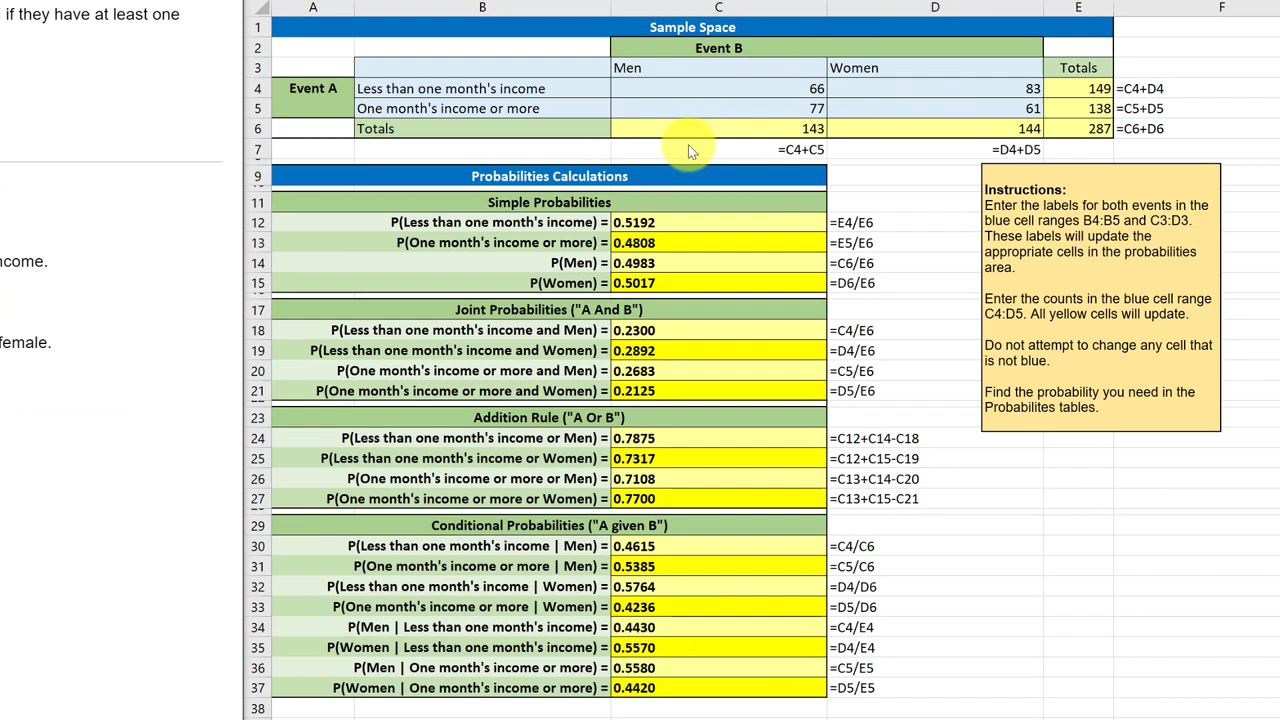 if they have at least one
ncome.
female.
A B C D E F
1 Sample Space
2 Event B
3 Men Women Totals
4 Event A Less than one month's income 66 83 149 =C4+D4
5 One month's income or more 77 61 138 =C5+D5
6 Totals 143 144 287 =C6+D6
7 =C4+C5 =D4+D5
9 Probabilities Calculations
11 Simple Probabilities
12 P(Less than one month's income) = 0.5192 =E4/E6
13 P(One month's income or more) = 0.4808 =E5/E6
14 P(Men) = 0.4983 =C6/E6
15 P(Women) = 0.5017 =D6/E6
17 Joint Probabilities ("A And B")
18 P(Less than one month's income and Men) = 0.2300 =C4/E6
19 P(Less than one month's income and Women) = 0.2892 =D4/E6
20 P(One month's income or more and Men) = 0.2683 =C5/E6
21 P(One month's income or more and Women) = 0.2125 =D5/E6
23 Addition Rule ("A Or B")
24 P(Less than one month's income or Men) = 0.7875 =C12+C14-C18
25 P(Less than one month's income or Women) = 0.7317 =C12+C15-C19
26 P(One month's income or more or Men) = 0.7108 =C13+C14-C20
27 P(One month's income or more or Women) = 0.7700 =C13+C15-C21
29 Conditional Probabilities ("A given B")
30 P(Less than one month's income | Men) = 0.4615 =C4/C6
31 P(One month's income or more | Men) = 0.5385 =C5/C6
32 P(Less than one month's income | Women) = 0.5764 =D4/D6
33 P(One month's income or more | Women) = 0.4236 =D5/D6
34 P(Men | Less than one month's income) = 0.4430 =C4/E4
35 P(Women | Less than one month's income) = 0.5570 =D4/E4
36 P(Men | One month's income or more) = 0.5580 =C5/E5
37 P(Women | One month's income or more) = 0.4420 =D5/E5
38
Instructions:
Enter the labels for both events in the
blue cell ranges B4:B5 and C3:D3.
These labels will update the
appropriate cells in the probabilities
area.
Enter the counts in the blue cell range
C4:D5. All yellow cells will update.
Do not attempt to change any cell that
is not blue.
Find the probability you need in the
Probabilites tables.